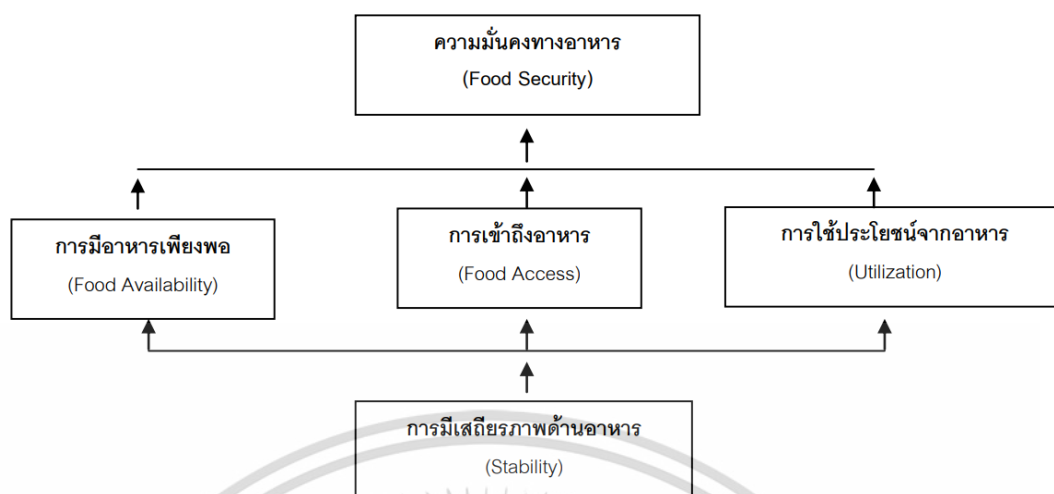 ความมั่นคงทางอาหาร
(Food Security)
การมีอาหารเพียงพอ
(Food Availability)
การเข้าถึงอาหาร
(Food Access)
การใช้ประโยชน์จากอาหาร
(Utilization)
การมีเสถียรภาพด้านอาหาร
(Stability)